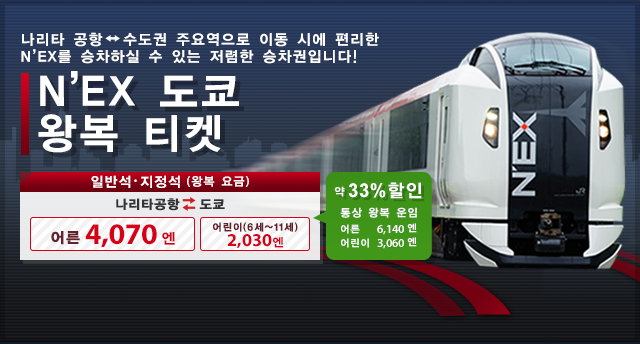 나리타 공항⬌수도권 주요역으로 이동 시에 편리한
N'EX를 승차하실 수 있는 저렴한 승차권입니다!
N'EX 도쿄
왕복 티켓
일반석·지정석 (왕복 요금)
나리타공항⇄도쿄
어른 4,070 엔
어린이(6세~11세)
2,030엔
약 33%할인
통상 왕복 운임
어른 6,140 엔
어린이 3,060 엔
N'EX
JR